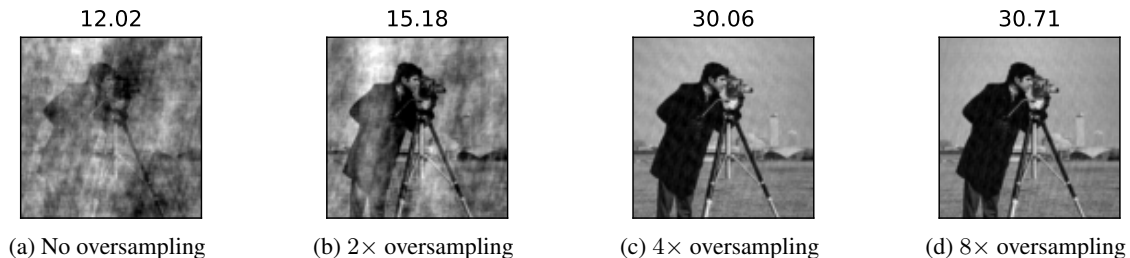 12.02
15.18
30.06
30.71
(a) No oversampling
(b) 2× oversampling
(c) 4× oversampling
(d) 8× oversampling